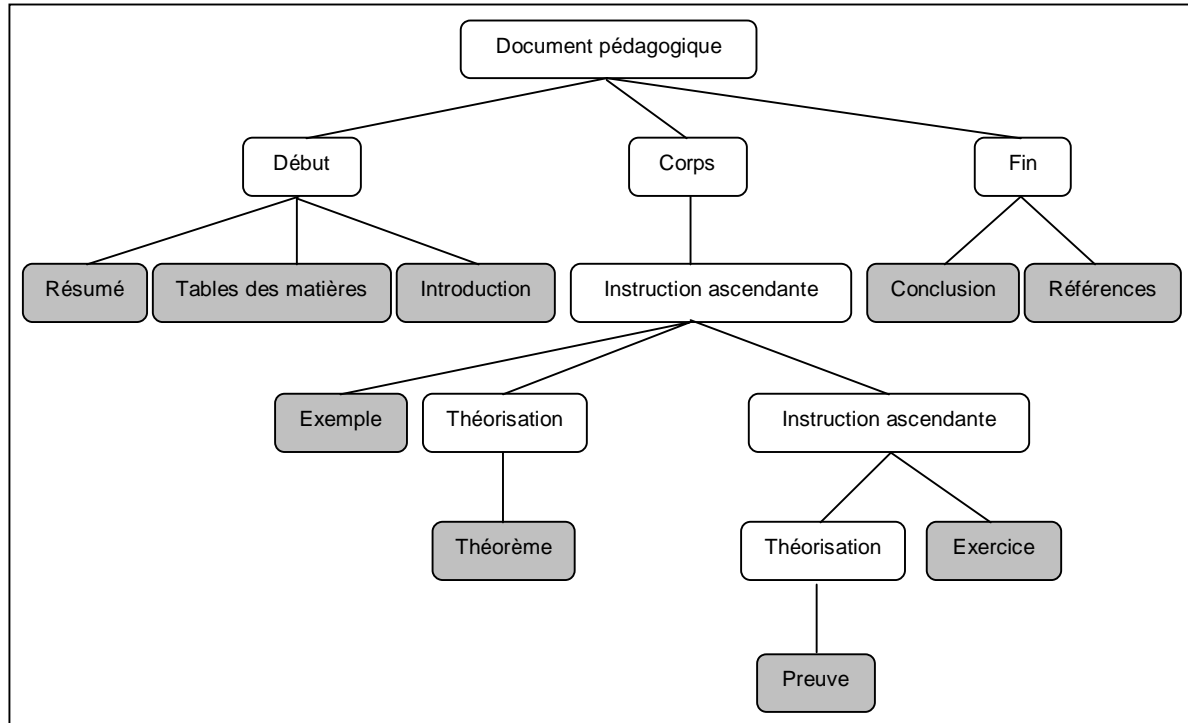 Document pédagogique
Début
Corps
Fin
Résumé
Tables des matières
Introduction
Instruction ascendante
Conclusion
Références
Exemple
Théorisation
Instruction ascendante
Théorème
Théorisation
Exercice
Preuve